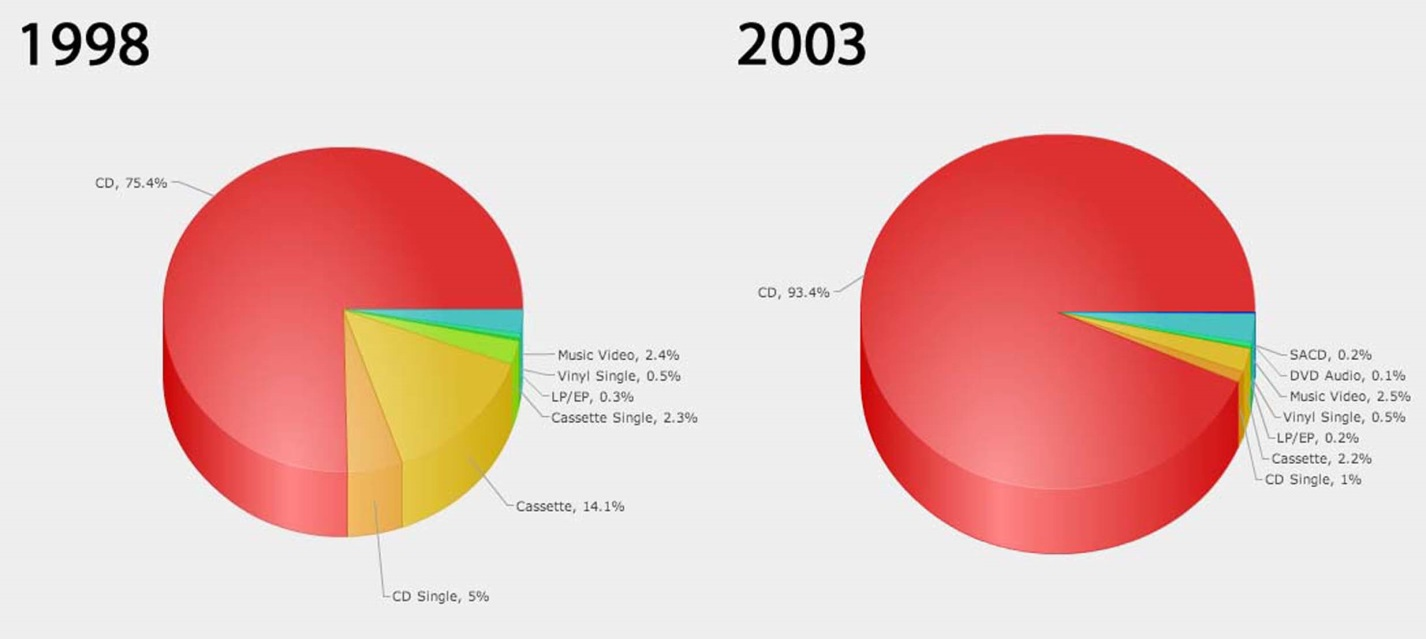 1998
CD, 75.4%
Music Video, 2.4%
Vinyl Single, 0.5%
LP/EP, 0.3%
Cassette Single, 2.3%
Cassette, 14.1%
CD Single, 5%
2003
CD, 93.4%
SACD, 0.2%
DVD Audio, 0.1%
Music Video, 2.5%
Vinyl Single, 0.5%
LP/EP, 0.2%
Cassette, 2.2%
CD Single, 1%